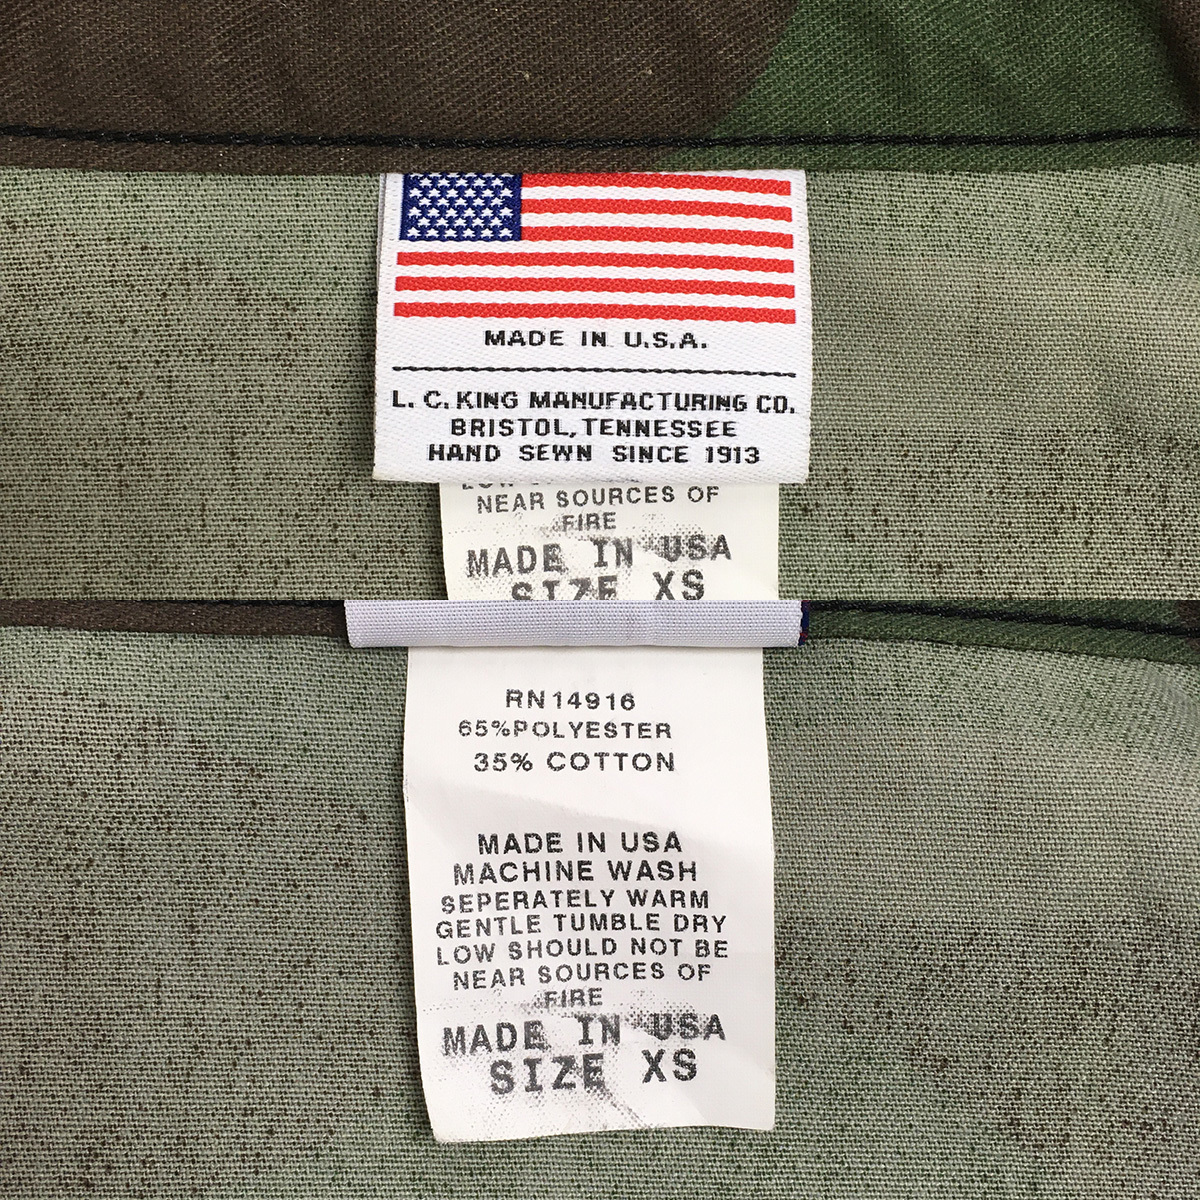 MADE IN U.S.A.
L. C. KING MANUFACTURING CO.
BRISTOL, TENNESSEE
HAND SEWN SINCE 1913
NEAR SOURCES OF
FIRE
MADE IN USA
SIZE XS
RN14916
65%POLYESTER
35% COTTON
MADE IN USA
MACHINE WASH
SEPERATELY WARM
GENTLE TUMBLE DRY
LOW SHOULD NOT BE
NEAR SOURCES OF
FIRE
MADE IN USA
SIZE XS